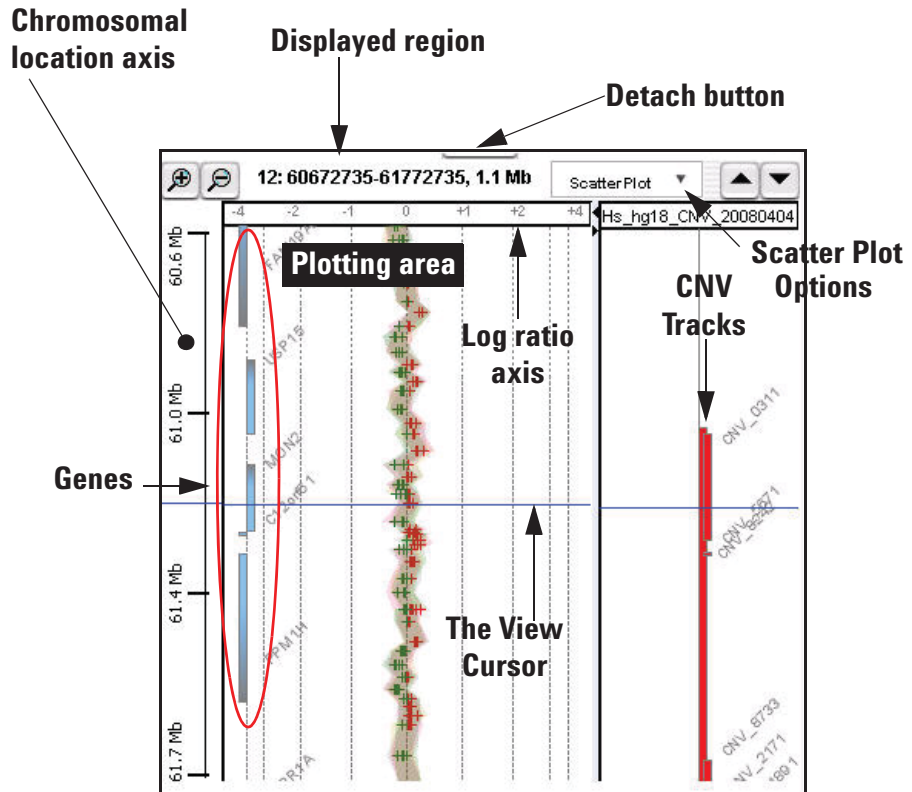 Chromosomal
location axis
Displayed region
Detach button
12: 60672735-61772735, 1.1 Mb
ScatterPlot
-4 -2 -1 0 +1 +2 +4
Hs_hg18_CNV_20080404
Plotting area
Scatter Plot
Options
CNV
Tracks
Log ratio
axis
60.6 Mb
USP15
61.0 Mb
CNV_0311
MON2
Genes
C12orf61
61.4 Mb
The View
Cursor
PPM1H
CNV_8733
61.7 Mb